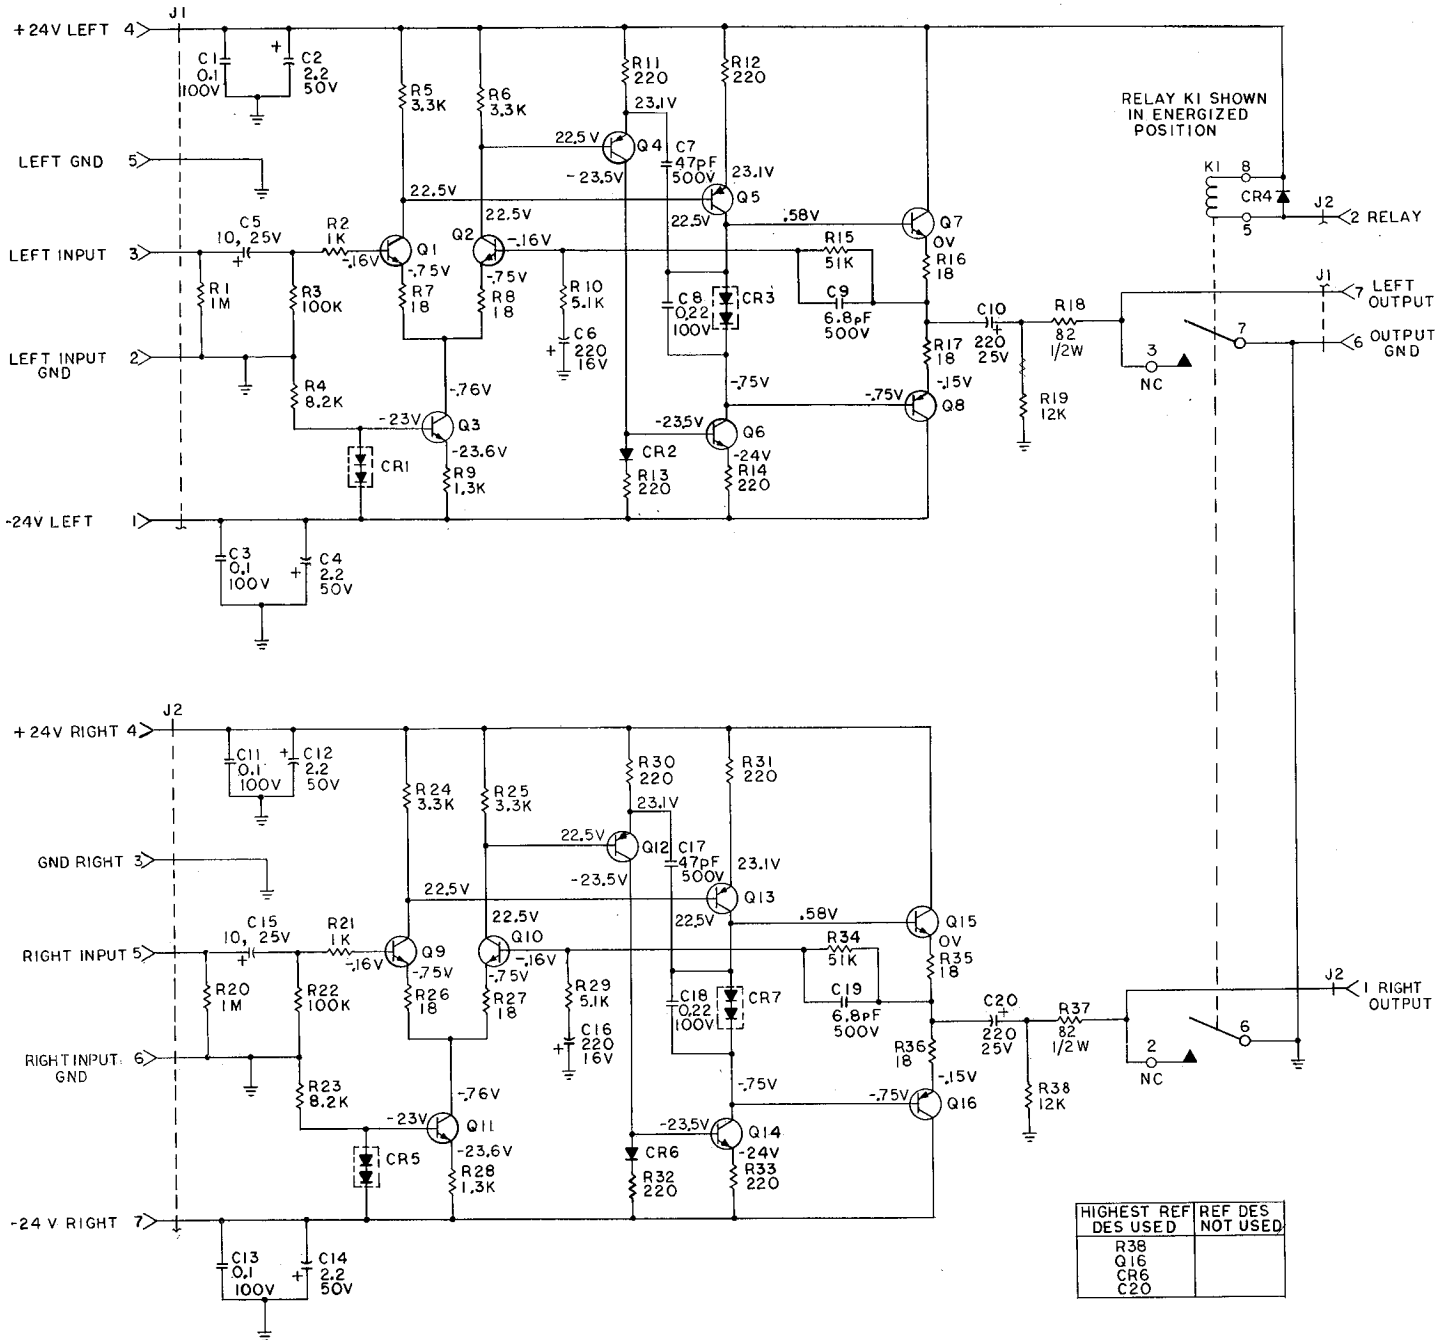 J1
+24V LEFT 4
C1
0.1
100V
+
C2
2.2
50V
R5
3.3K
R6
3.3K
R11
220
R12
220
23.1V
22.5V
Q4
-23.5V
C7
47pF
500V
23.1V
RELAY K1 SHOWN
IN ENERGIZED
POSITION
K1
8
CR4
5
J2
2 RELAY
LEFT GND 5
22.5V
Q5
22.5V
.58V
Q7
0V
R16
18
LEFT INPUT 3
C5
10, 25V
+
R2
1K
-.16V
Q1
-.75V
22.5V
Q2
-.16V
-.75V
R15
51K
C9
6.8pF
500V
R1
1M
R3
100K
R7
18
R8
18
R10
5.1K
C6
220
16V
+
C8
0.22
100V
CR3
C10
+
220
25V
R18
82
1/2W
J1
7 LEFT
OUTPUT
7
6 OUTPUT
GND
3
NC
R17
18
R19
12K
LEFT INPUT 2
GND
R4
8.2K
-.76V
-.75V
-.75V
-.15V
Q8
-23V
Q3
-23.6V
CR1
R9
1.3K
-23.5V
Q6
-24V
CR2
R13
220
R14
220
-24V LEFT 1
C3
0.1
100V
+
C4
2.2
50V
J2
+24V RIGHT 4
C11
0.1
100V
+
C12
2.2
50V
R24
3.3K
R25
3.3K
R30
220
R31
220
23.1V
22.5V
Q12
-23.5V
C17
47pF
500V
23.1V
GND RIGHT 3
22.5V
Q13
22.5V
.58V
Q15
0V
R35
18
RIGHT INPUT 5
C15
10, 25V
+
R21
1K
-.16V
Q9
-.75V
22.5V
Q10
-.16V
-.75V
R34
51K
C19
6.8pF
500V
R20
1M
R22
100K
R26
18
R27
18
R29
5.1K
C16
220
16V
+
C18
0.22
100V
CR7
C20
+
220
25V
R37
82
1/2W
J2
1 RIGHT
OUTPUT
6
2
NC
R36
18
R38
12K
RIGHT INPUT 6
GND
R23
8.2K
-.76V
-.75V
-.75V
-.15V
Q16
-23V
Q11
-23.6V
CR5
R28
1.3K
-23.5V
Q14
-24V
CR6
R32
220
R33
220
-24 V RIGHT 7
C13
0.1
100V
+
C14
2.2
50V
HIGHEST REF DES USED
REF DES NOT USED
R38
Q16
CR6
C20